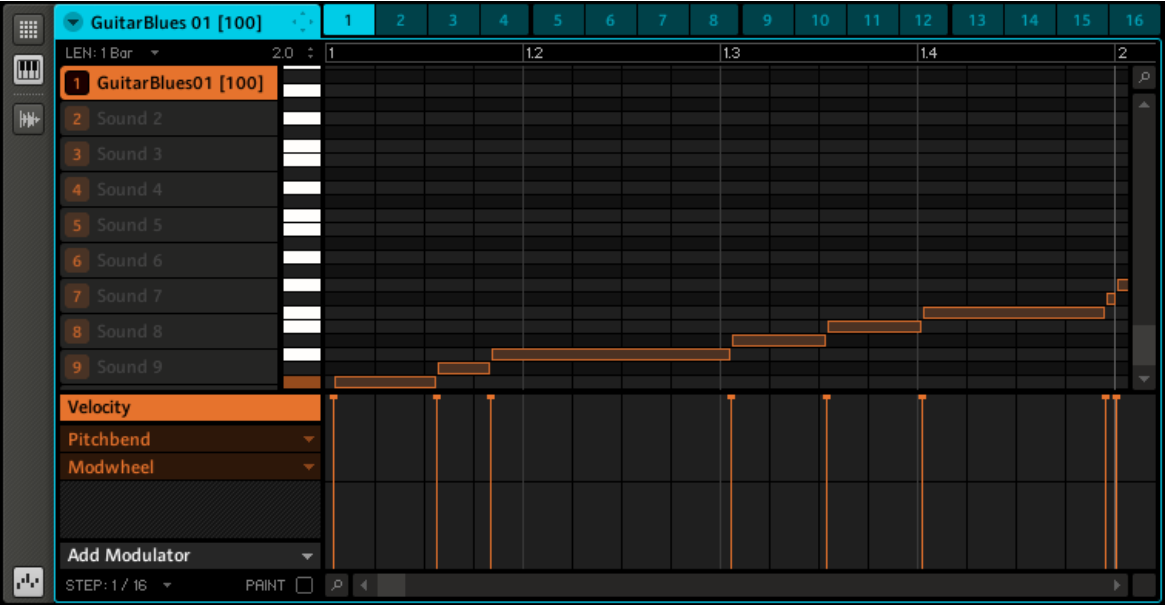 GuitarBlues 01 [100]
1 2 3 4 5 6 7 8 9 10 11 12 13 14 15 16
LEN: 1 Bar 2.0
1 1.2 1.3 1.4 2
1 GuitarBlues01 [100]
2 Sound 2
3 Sound 3
4 Sound 4
5 Sound 5
6 Sound 6
7 Sound 7
8 Sound 8
9 Sound 9
Velocity
Pitchbend
Modwheel
Add Modulator
STEP: 1 / 16 PAINT